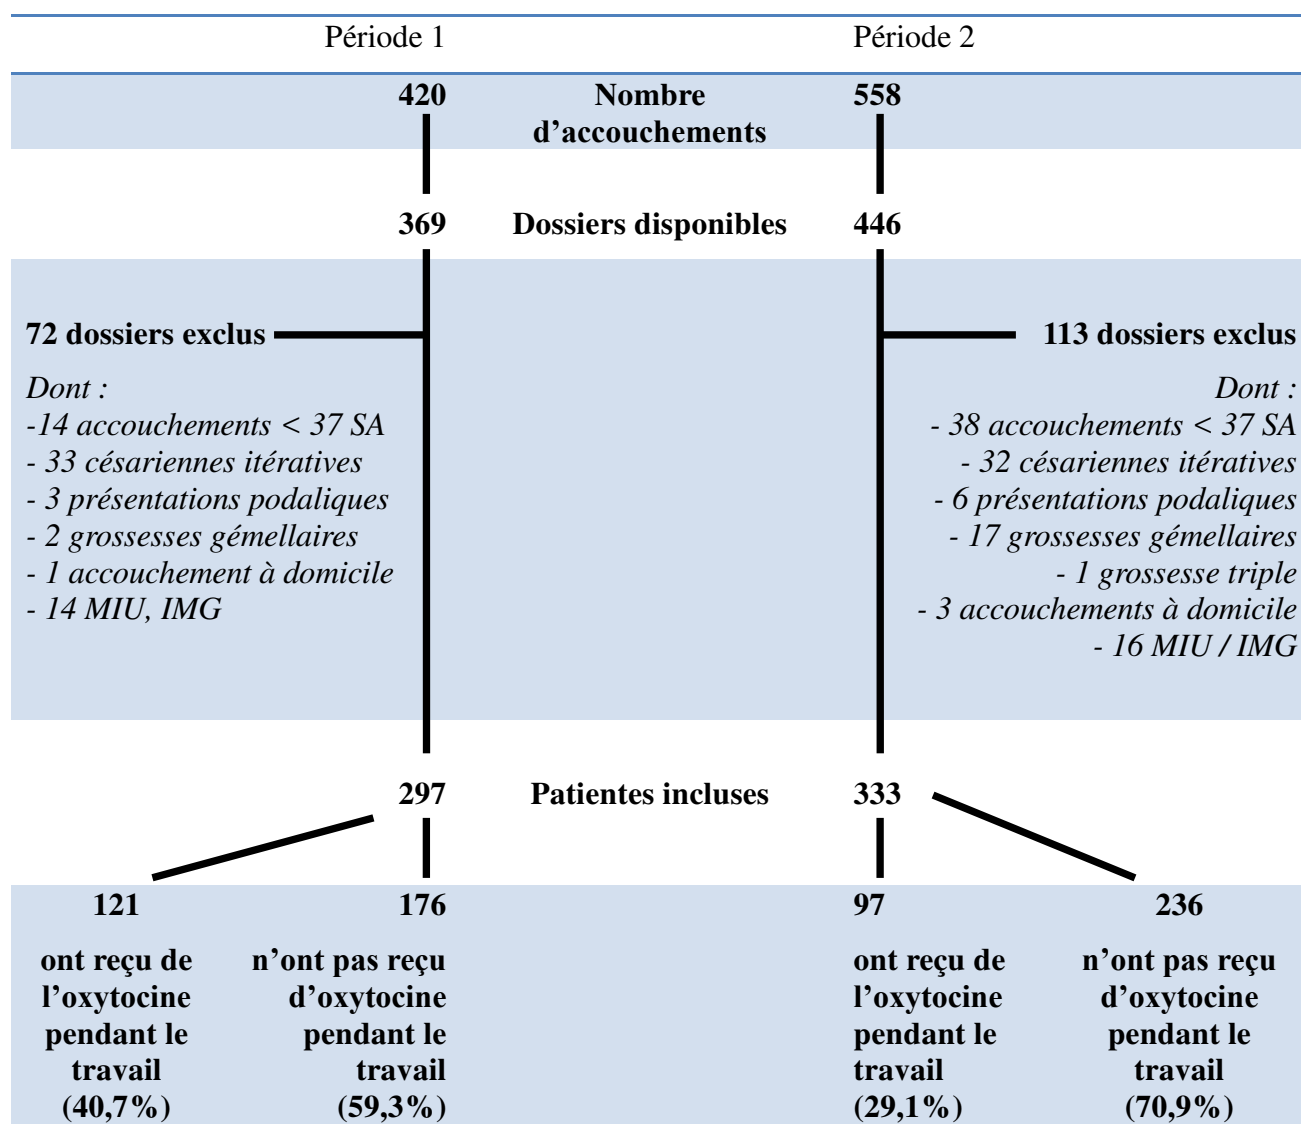 Période 1
Période 2
420
Nombre
d’accouchements
558
369
Dossiers disponibles
446
72 dossiers exclus
Dont :
-14 accouchements < 37 SA
- 33 césariennes itératives
- 3 présentations podaliques
- 2 grossesses gémellaires
- 1 accouchement à domicile
- 14 MIU, IMG
113 dossiers exclus
Dont :
- 38 accouchements < 37 SA
- 32 césariennes itératives
- 6 présentations podaliques
- 17 grossesses gémellaires
- 1 grossesse triple
- 3 accouchements à domicile
- 16 MIU / IMG
297
Patientes incluses
333
121
ont reçu de
l’oxytocine
pendant le
travail
(40,7%)
176
n’ont pas reçu
d’oxytocine
pendant le
travail
(59,3%)
97
ont reçu de
l’oxytocine
pendant le
travail
(29,1%)
236
n’ont pas reçu
d’oxytocine
pendant le
travail
(70,9%)